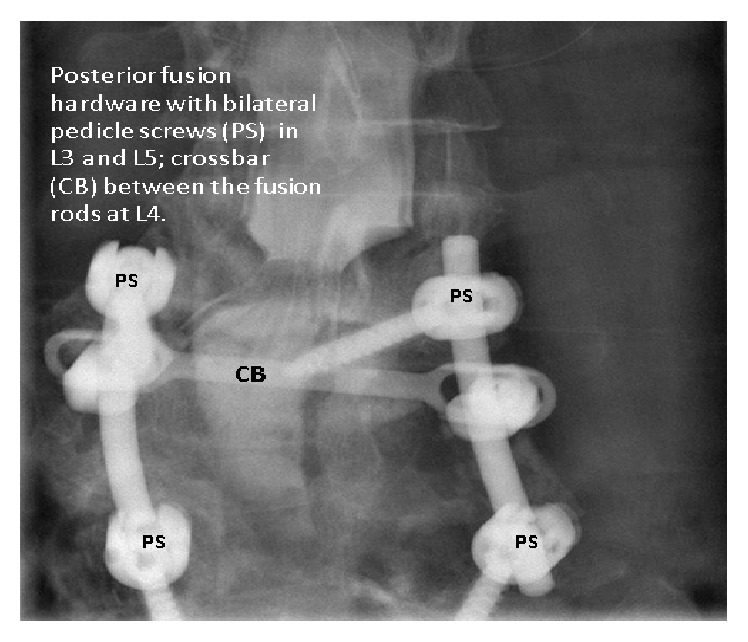 Posterior fusion
hardware with bilateral
pedicle screws (PS) in
L3 and L5; crossbar
(CB) between the fusion
rods at L4.
PS
PS
CB
PS
PS